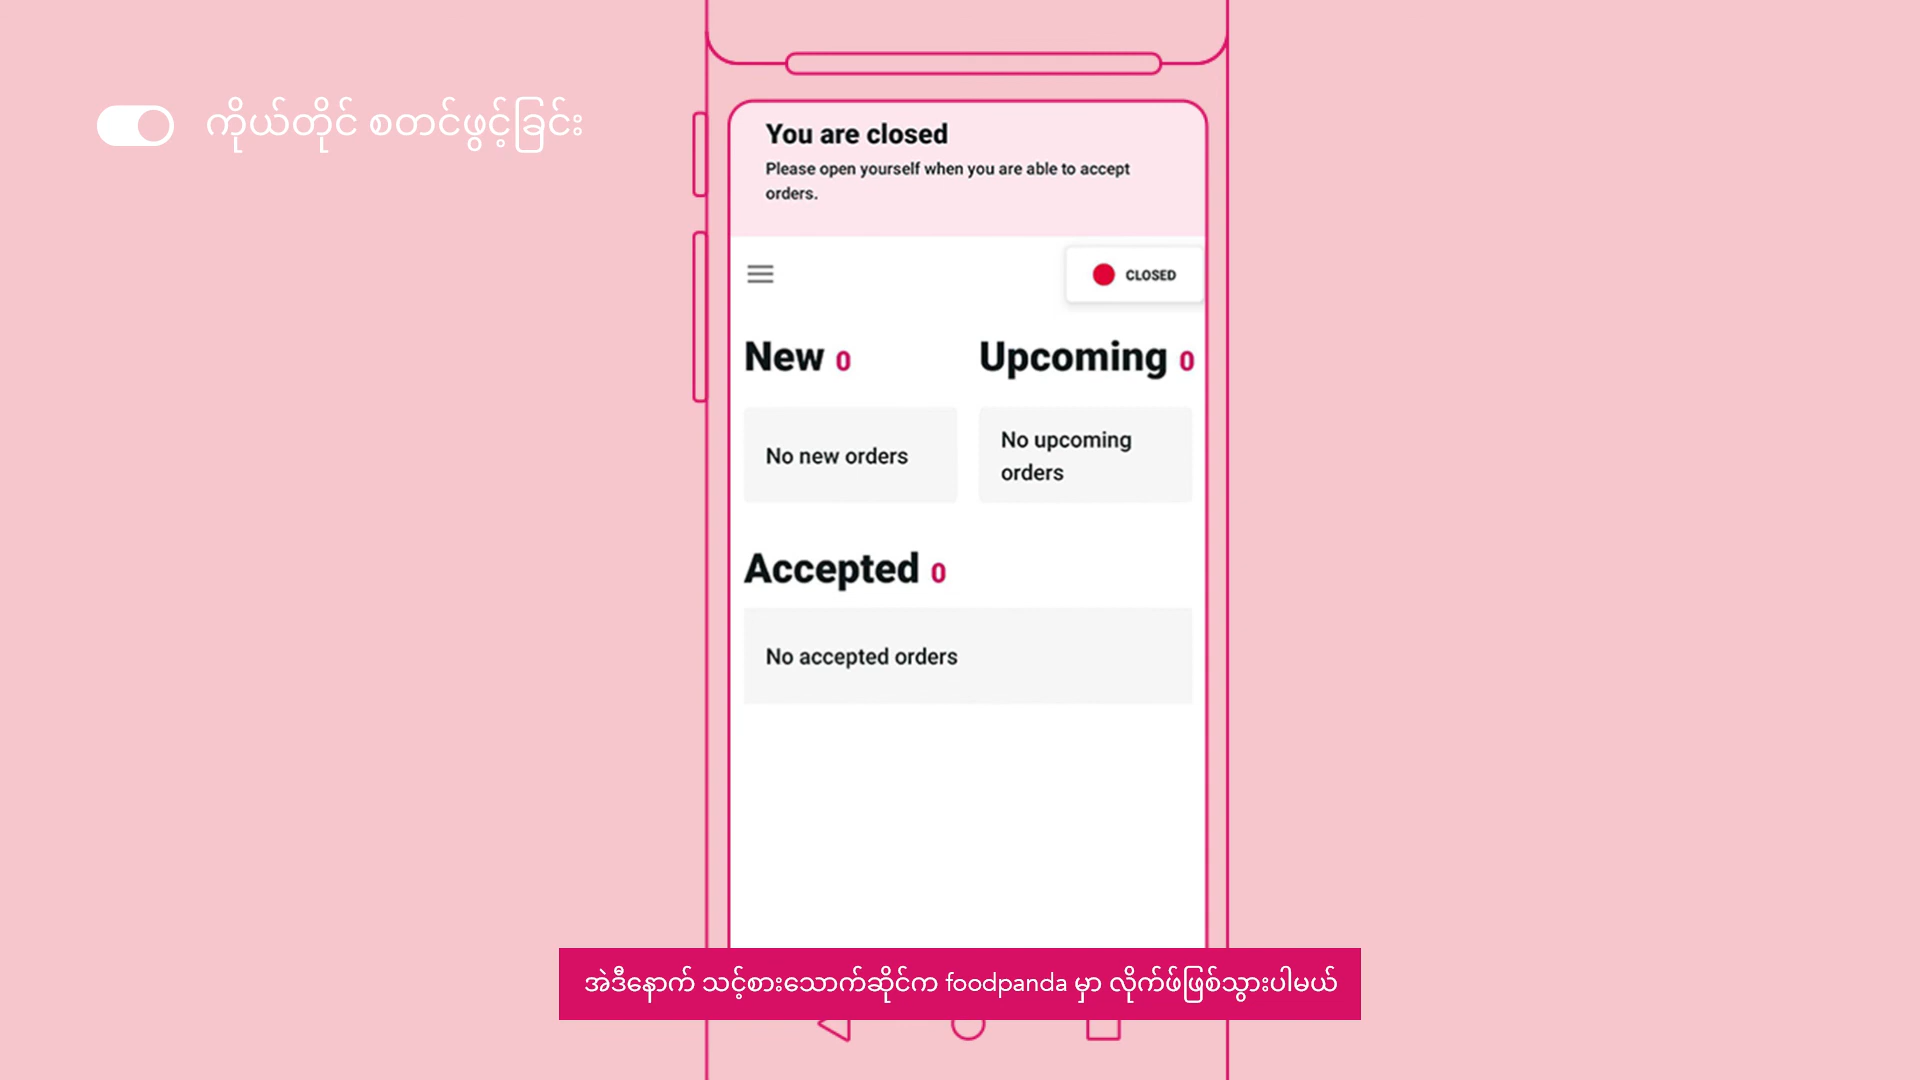 ကိုယ်တိုင် စတင်ဖွင့်ခြင်း
You are closed
Please open yourself when you are able to accept
orders.
CLOSED
New 0
Upcoming 0
No new orders
No upcoming
orders
Accepted 0
No accepted orders
အဲဒီနောက် သင့်စားသောက်ဆိုင်က foodpanda မှာ လိုက်ဖ်ဖြစ်သွားပါမယ်